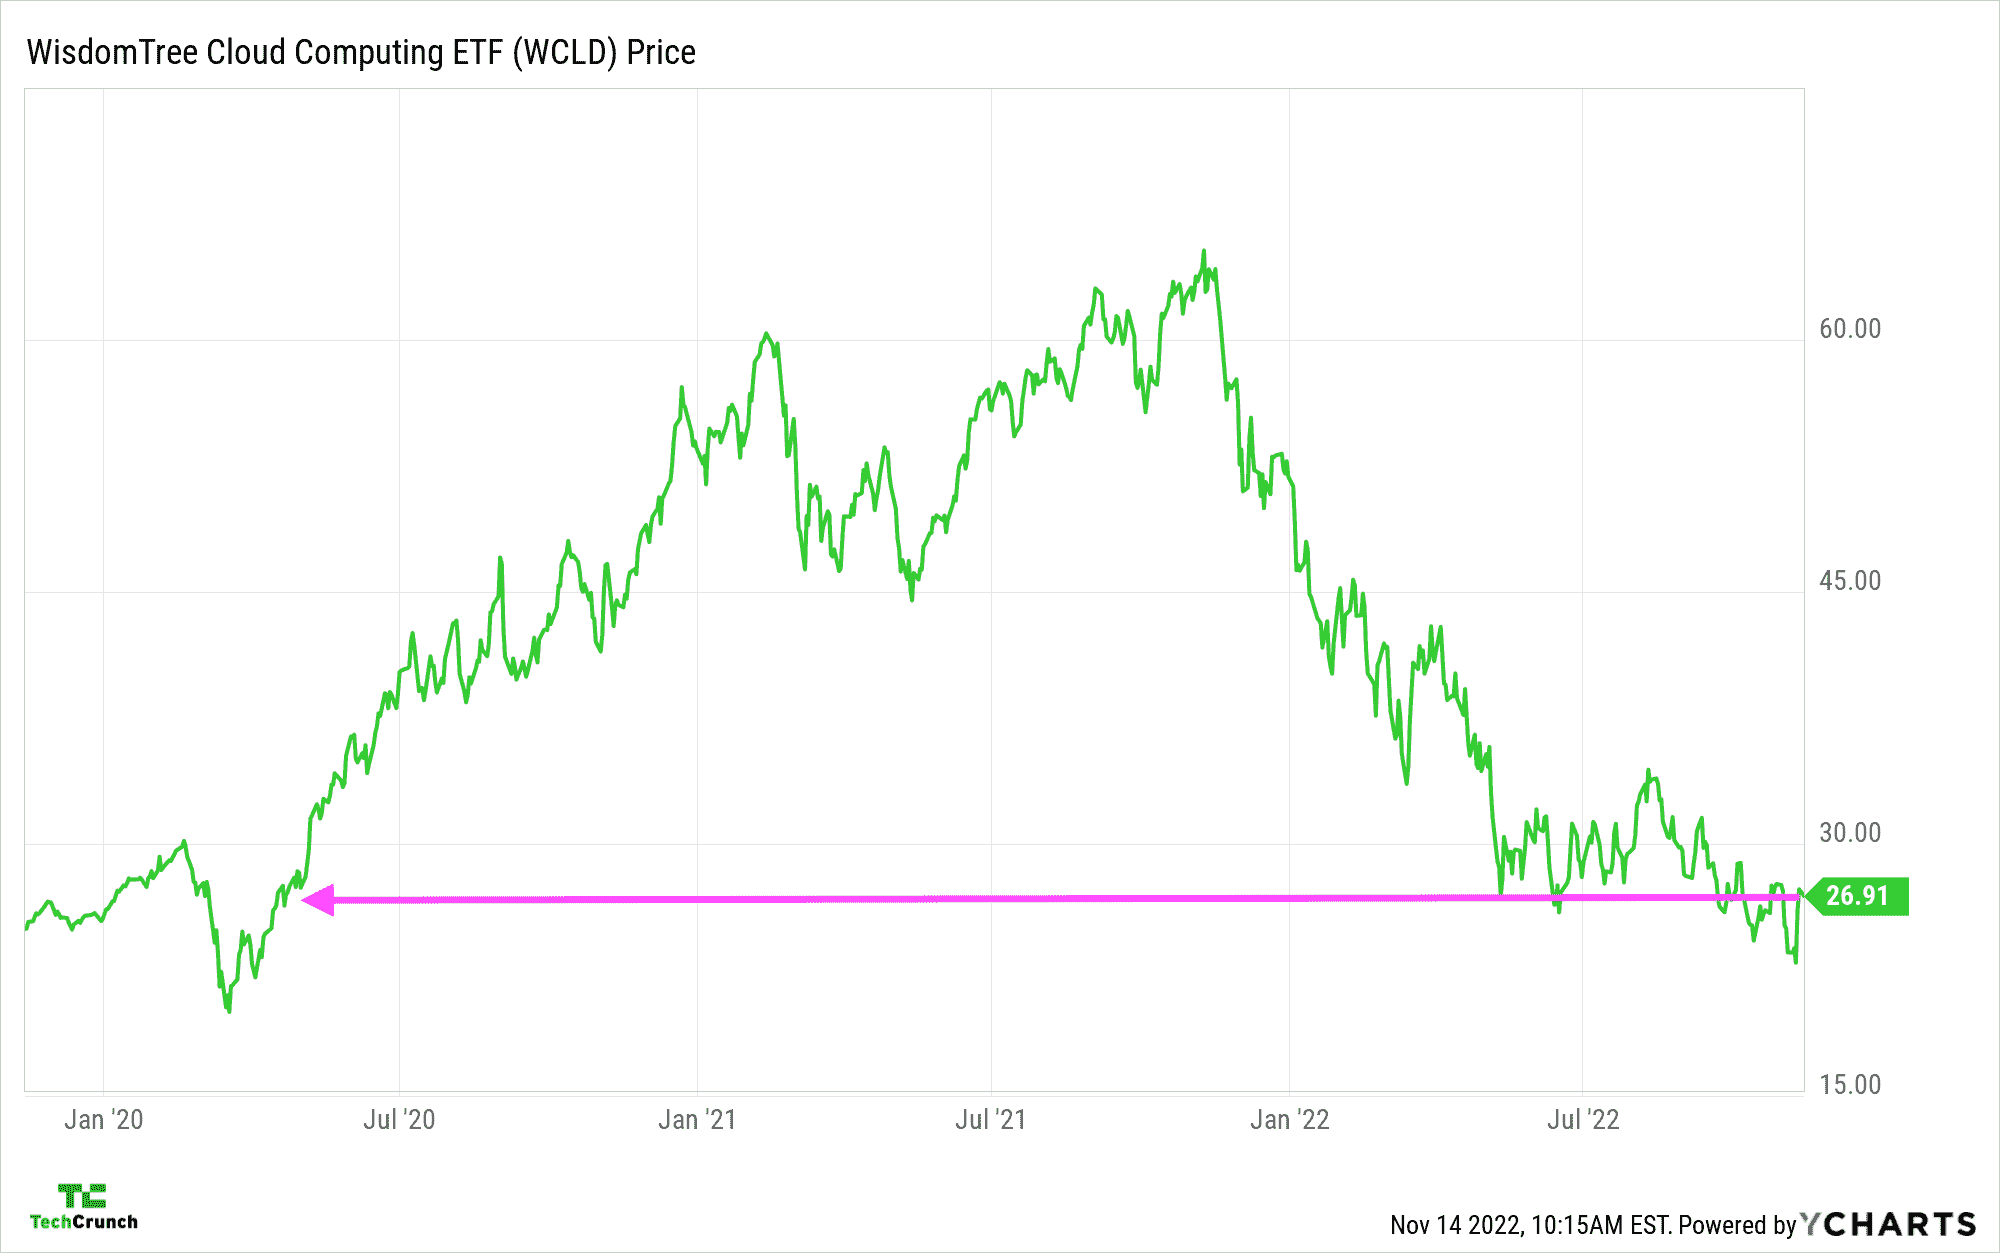 WisdomTree Cloud Computing ETF (WCLD) Price
60.00
45.00
30.00
26.91
15.00
Jan '20 Jul '20 Jan '21 Jul '21 Jan '22 Jul '22
TC
TechCrunch
Nov 14 2022, 10:15AM EST. Powered by YCHARTS